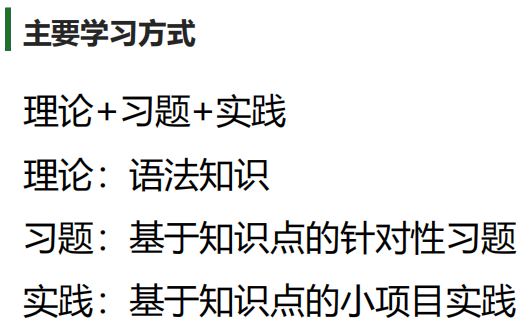 主要学习方式
理论+习题+实践
理论：语法知识
习题：基于知识点的针对性习题
实践：基于知识点的小项目实践